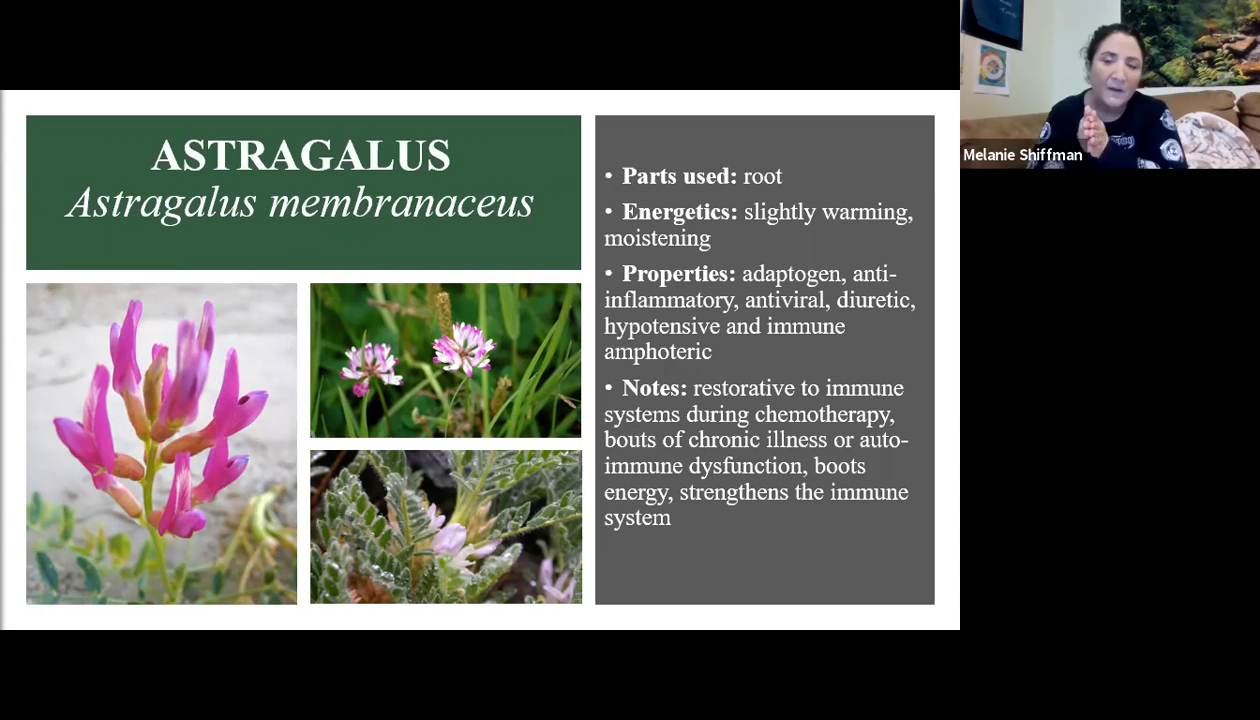 ASTRAGALUS
Astragalus membranaceus
• Parts used: root
• Energetics: slightly warming,
moistening
• Properties: adaptogen, anti-
inflammatory, antiviral, diuretic,
hypotensive and immune
amphoteric
• Notes: restorative to immune
systems during chemotherapy,
bouts of chronic illness or auto-
immune dysfunction, boots
energy, strengthens the immune
system
Melanie Shiffman